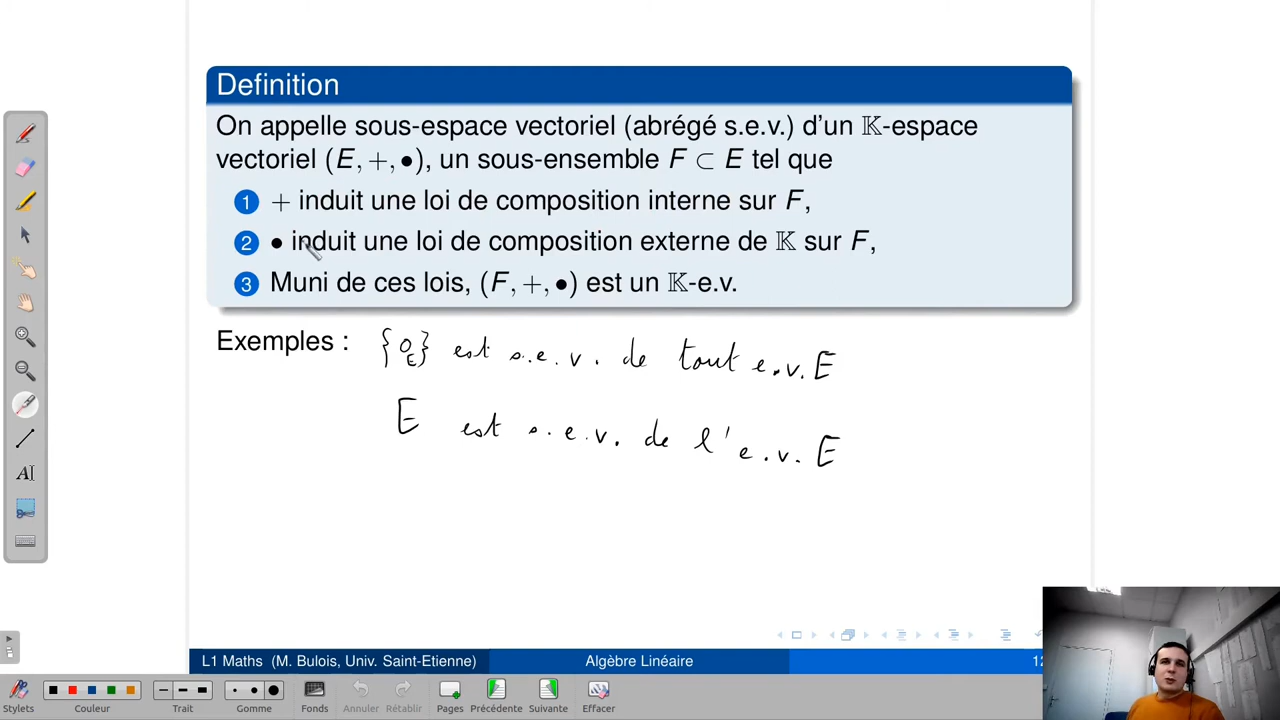 Definition
On appelle sous-espace vectoriel (abrégé s.e.v.) d'un 𝕂-espace
vectoriel (E, +, •), un sous-ensemble F ⊂ E tel que
1 + induit une loi de composition interne sur F,
2 • induit une loi de composition externe de 𝕂 sur F,
3 Muni de ces lois, (F, +, •) est un 𝕂-e.v.
Exemples : {0_E} est s.e.v. de tout e.v. E
E est s.e.v. de l'e.v. E
L1 Maths (M. Bulois, Univ. Saint-Etienne) Algèbre Linéaire 12
Stylets Couleur Trait Gomme Fonds Annuler Rétablir Pages Précédente Suivante Effacer